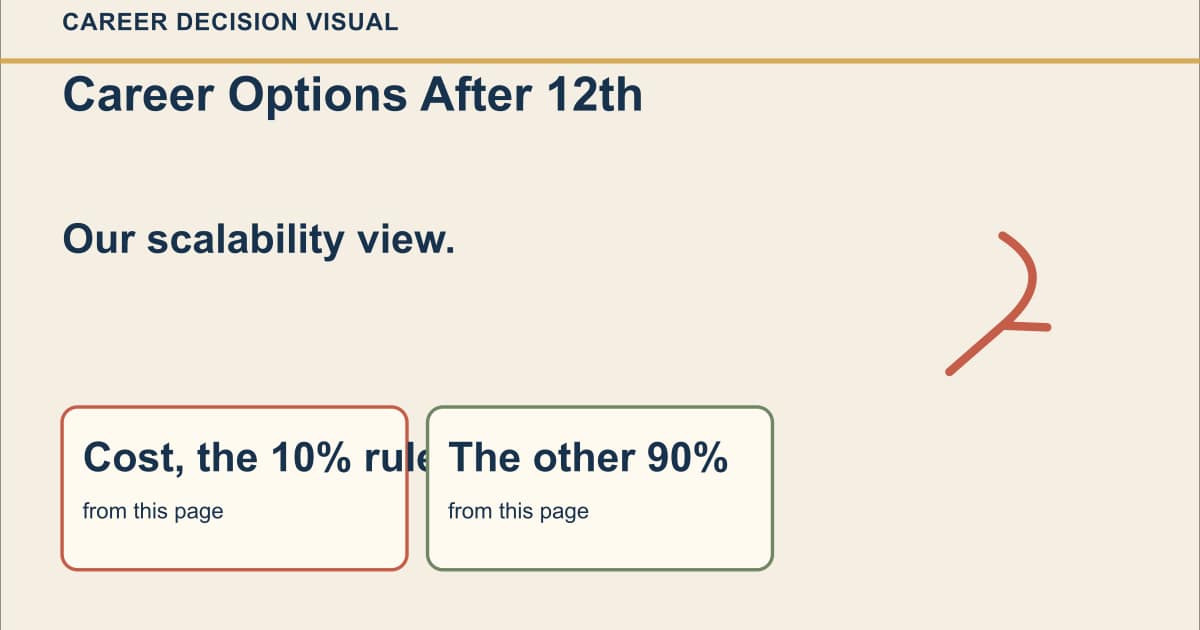 CAREER DECISION VISUAL
Career Options After 12th
Our scalability view.
Cost, the 10% rule
from this page
The other 90%
from this page